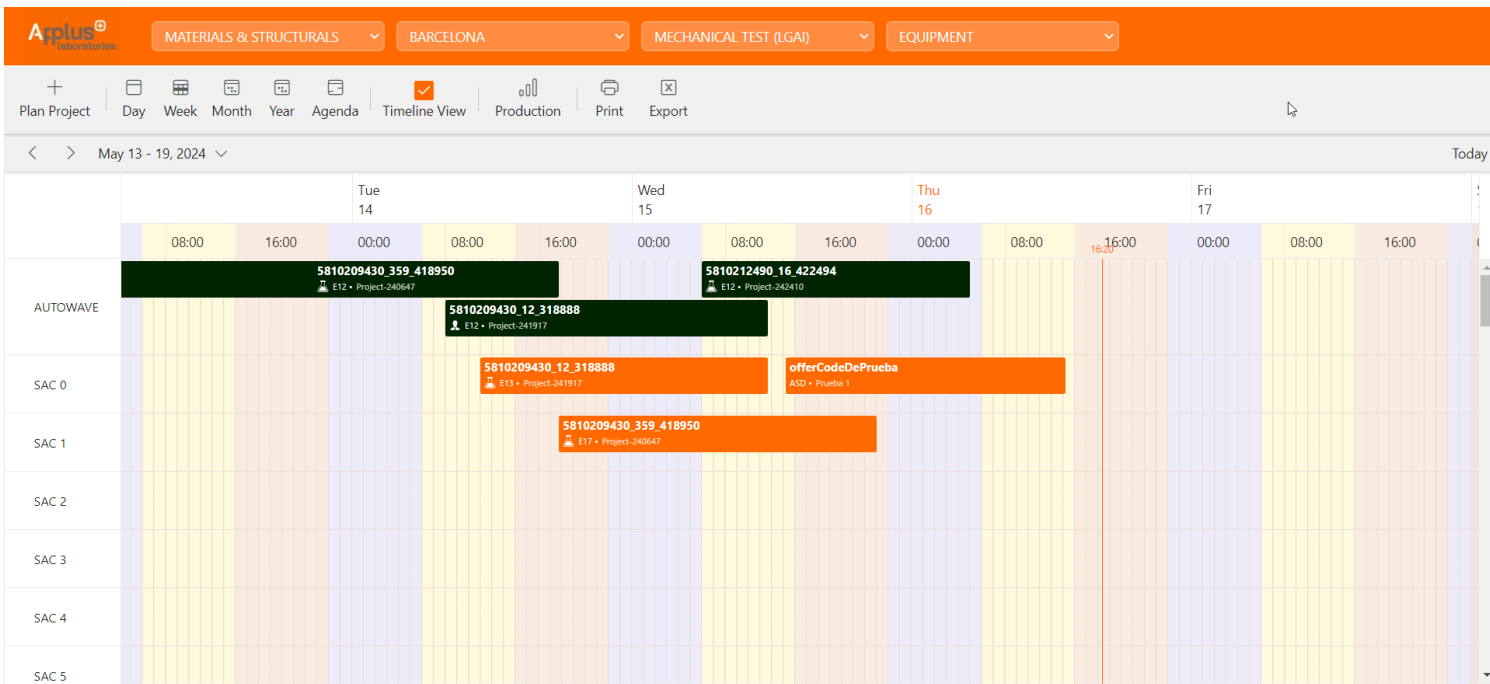 Applus+
laboratories
MATERIALS & STRUCTURALS
BARCELONA
MECHANICAL TEST (LGAI)
EQUIPMENT
Plan Project
Day
Week
Month
Year
Agenda
Timeline View
Production
Print
Export
May 13 - 19, 2024
Today
Tue
14
Wed
15
Thu
16
Fri
17
08:00 16:00 00:00 08:00 16:00 00:00 08:00 16:00 00:00 08:00 16:00 00:00 08:00 16:00
16:20
AUTOWAVE
5810209430_359_418950
E12 • Project-240647
5810212490_16_422494
E12 • Project-242410
5810209430_12_318888
E12 • Project-241917
SAC 0
5810209430_12_318888
E13 • Project-241917
offerCodeDePrueba
ASD • Prueba 1
SAC 1
5810209430_359_418950
E17 • Project-240647
SAC 2
SAC 3
SAC 4
SAC 5